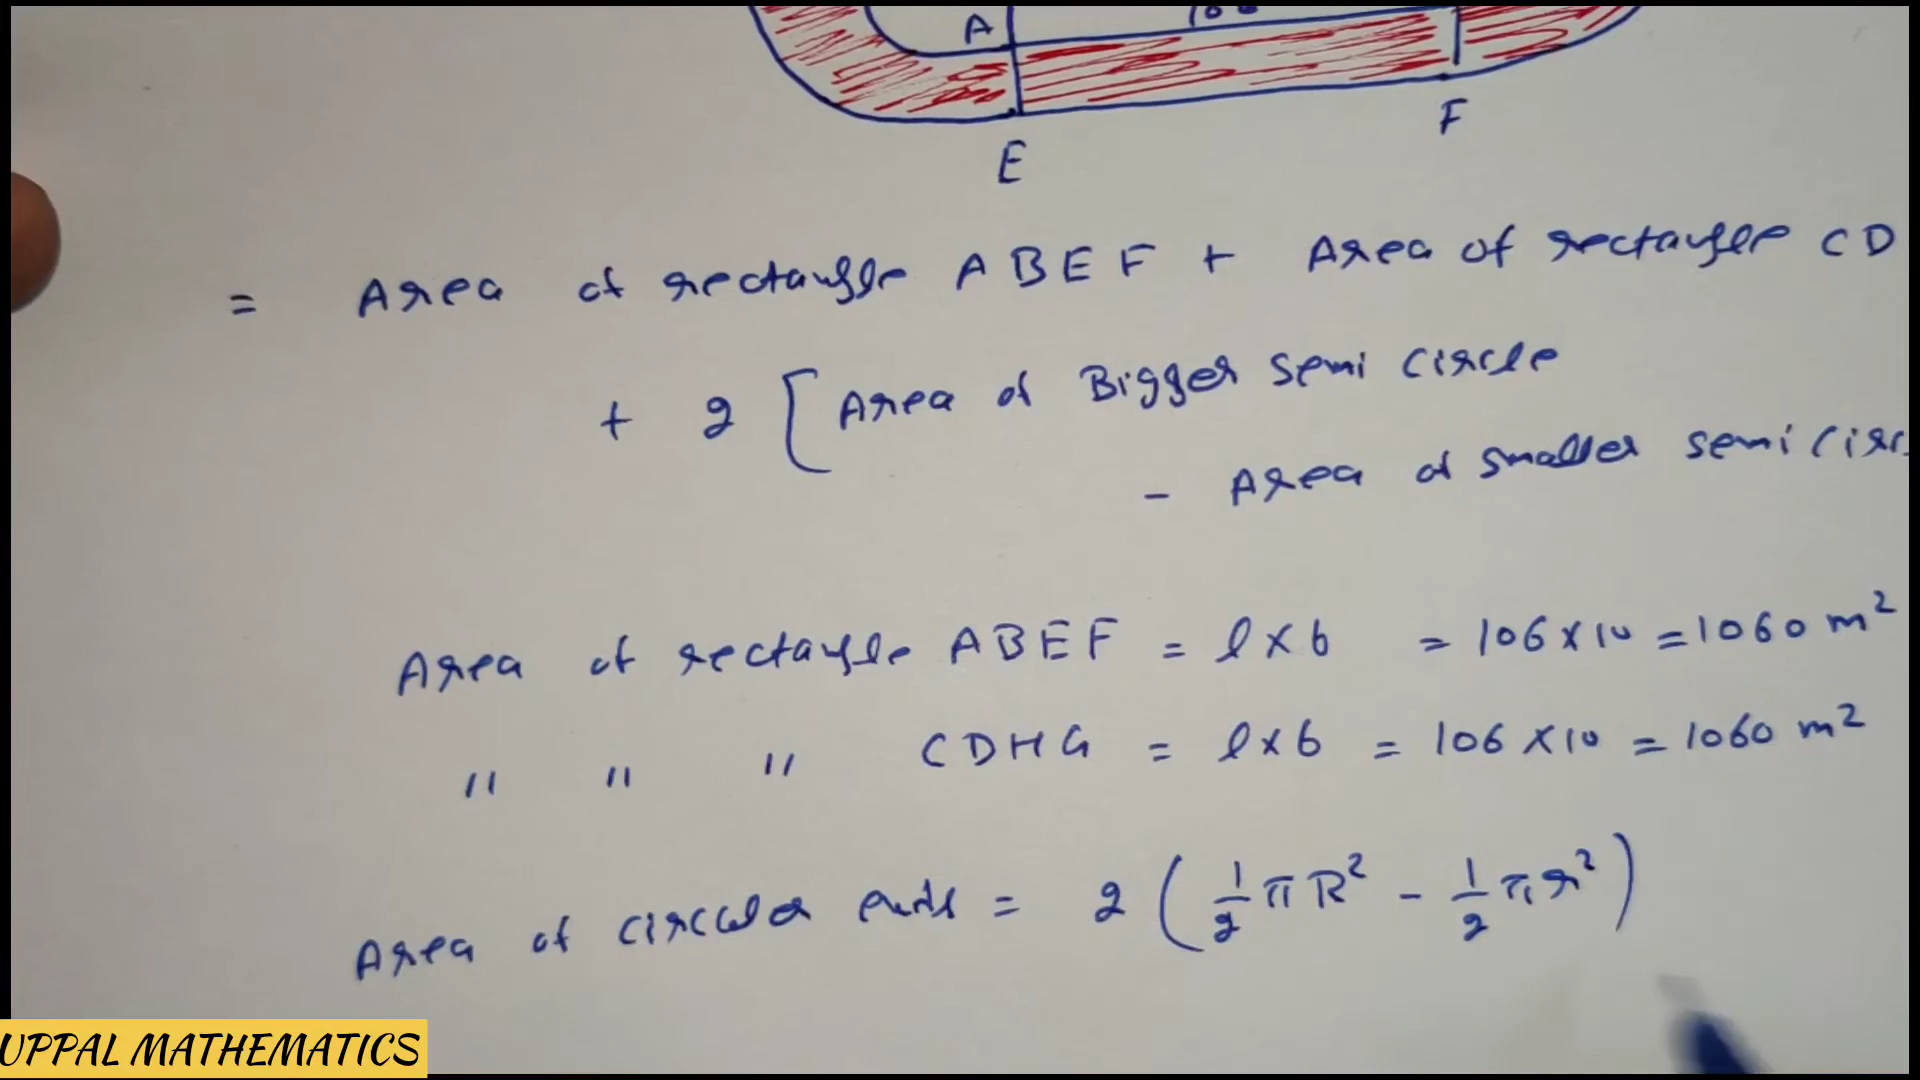 A 106
F
E
= Area of rectangle ABEF + Area of rectangle CD
+ 2 [ Area of Bigger semi circle
- Area of smaller semi circ
Area of rectangle ABEF = l × b = 106 × 10 = 1060 m²
" " " CDHG = l × b = 106 × 10 = 1060 m²
Area of circular ends = 2 ( 1/2 π R² - 1/2 π r² )
UPPAL MATHEMATICS